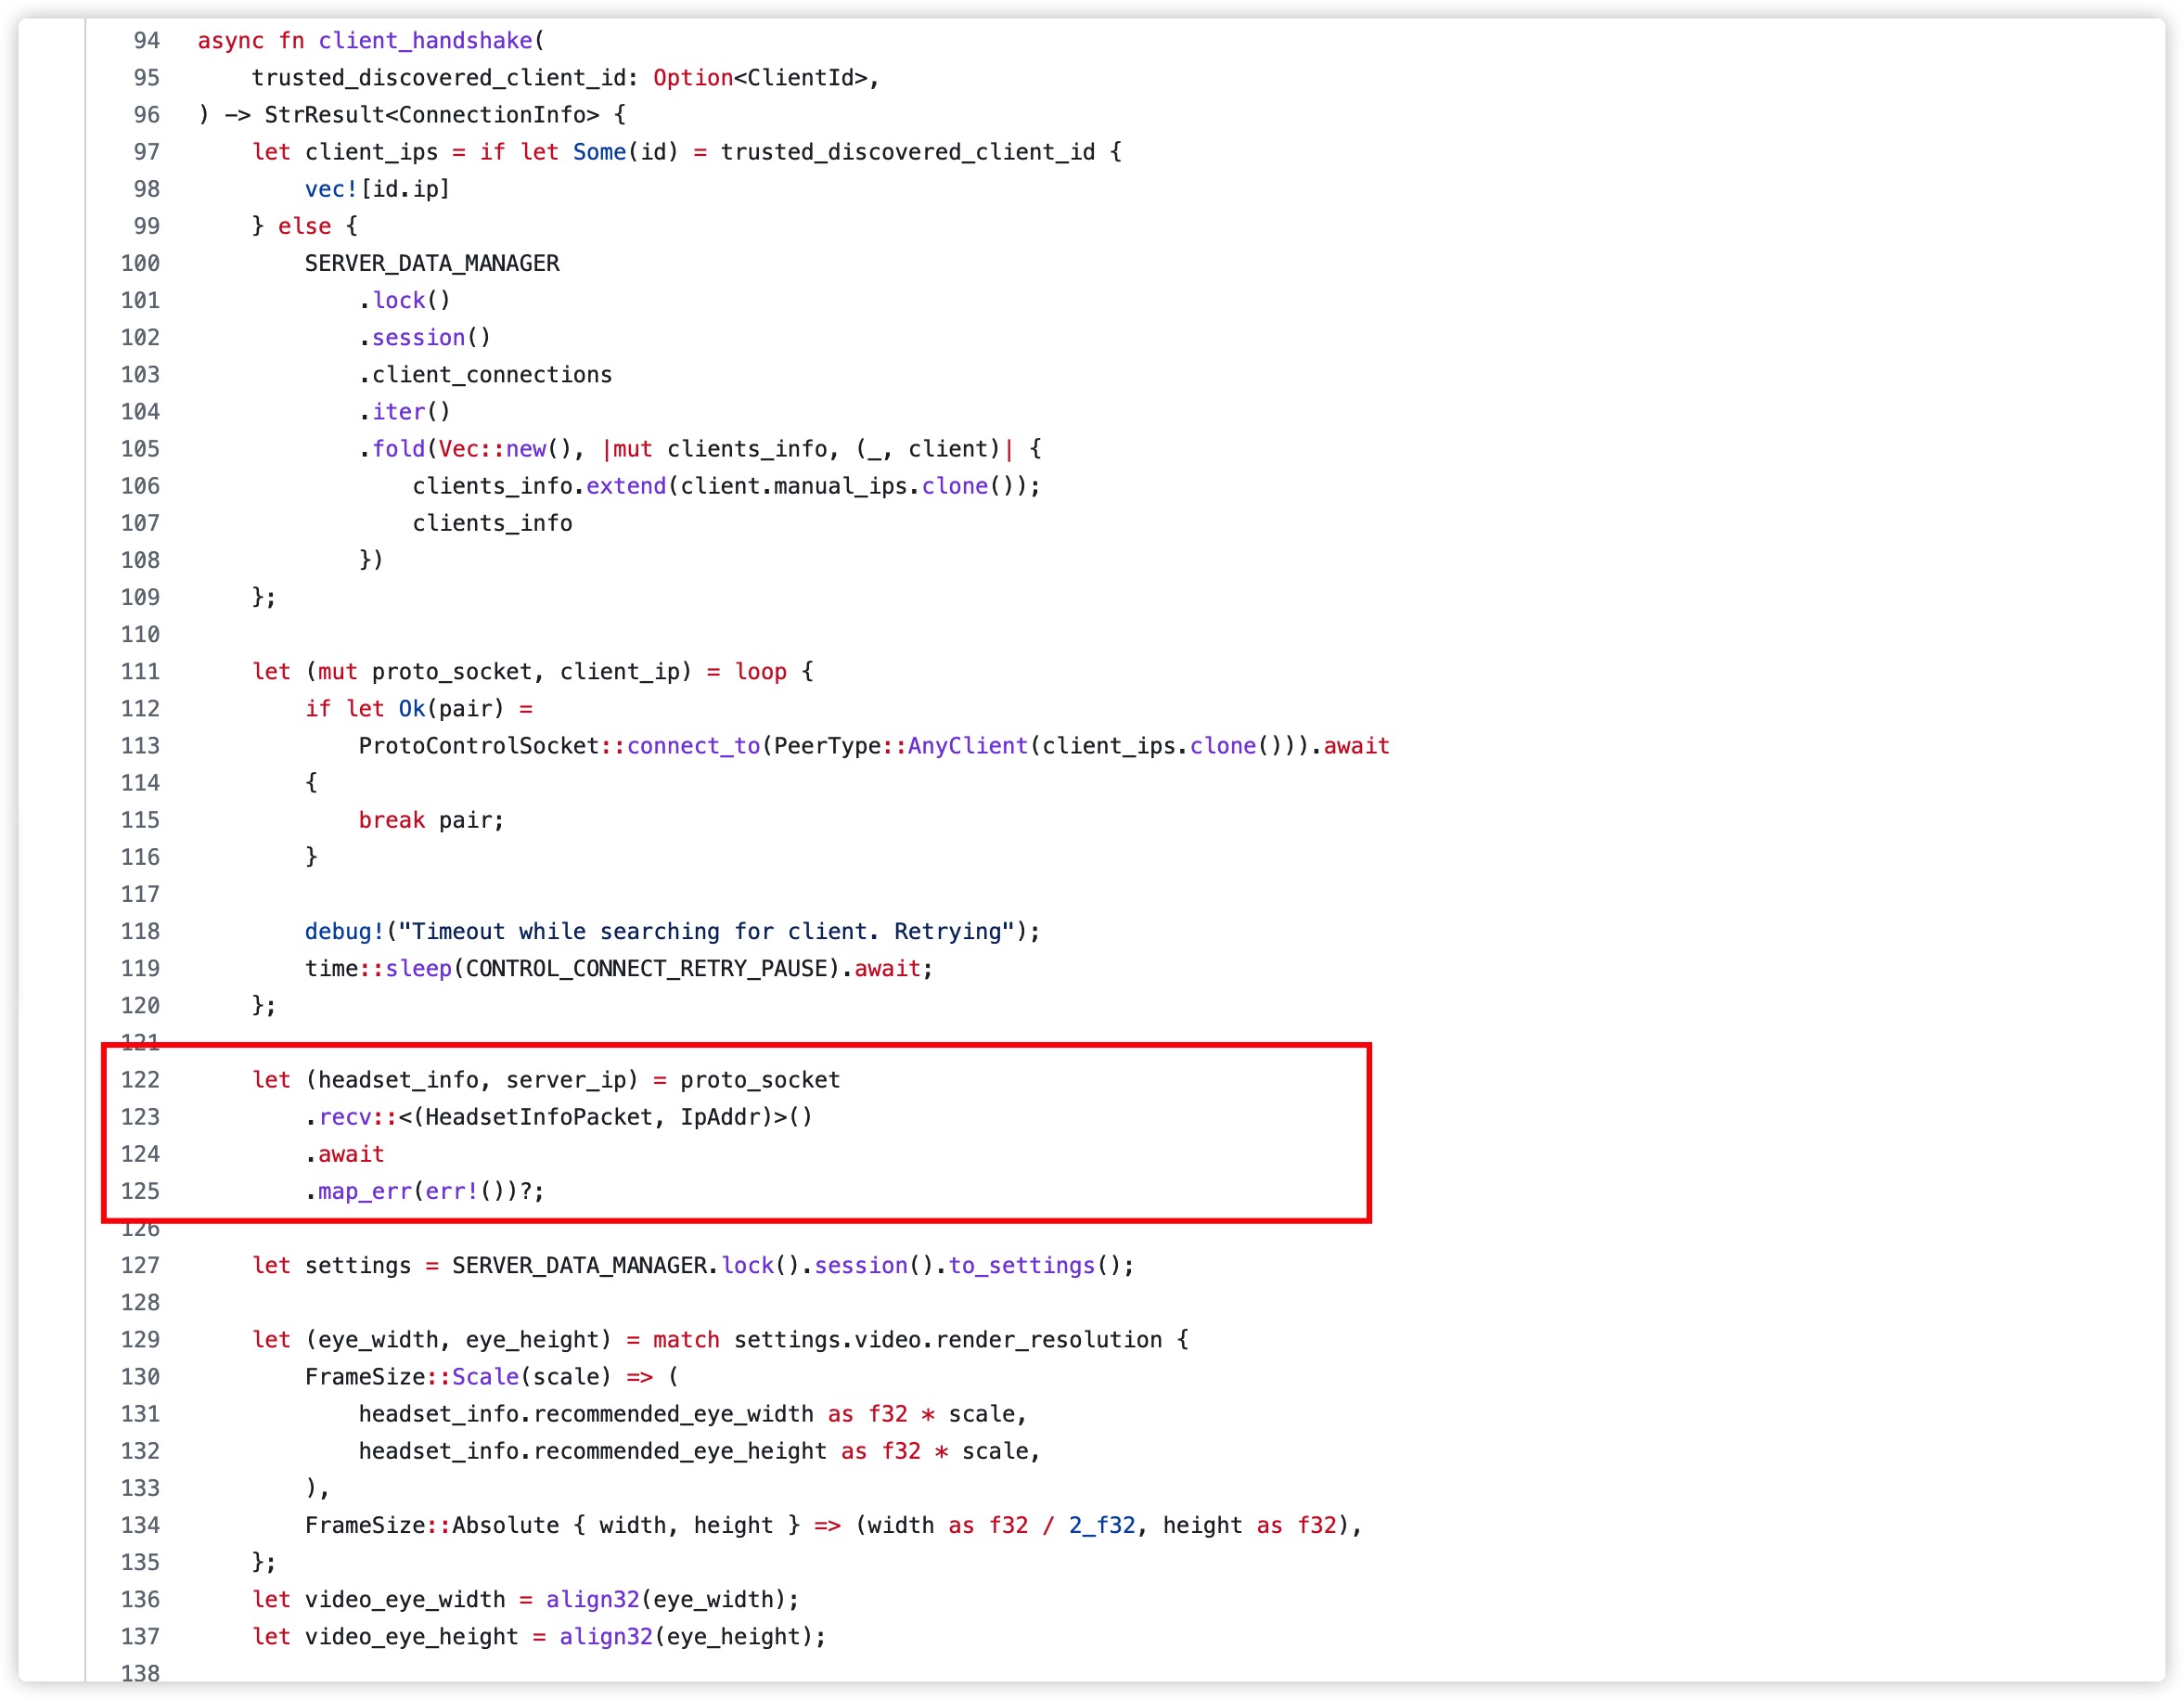 94 async fn client_handshake(
95     trusted_discovered_client_id: Option<ClientId>,
96 ) -> StrResult<ConnectionInfo> {
97     let client_ips = if let Some(id) = trusted_discovered_client_id {
98         vec![id.ip]
99     } else {
100         SERVER_DATA_MANAGER
101             .lock()
102             .session()
103             .client_connections
104             .iter()
105             .fold(Vec::new(), |mut clients_info, (_, client)| {
106                 clients_info.extend(client.manual_ips.clone());
107                 clients_info
108             })
109     };
110
111     let (mut proto_socket, client_ip) = loop {
112         if let Ok(pair) =
113             ProtoControlSocket::connect_to(PeerType::AnyClient(client_ips.clone())).await
114         {
115             break pair;
116         }
117
118         debug!("Timeout while searching for client. Retrying");
119         time::sleep(CONTROL_CONNECT_RETRY_PAUSE).await;
120     };
121
122     let (headset_info, server_ip) = proto_socket
123         .recv::<(HeadsetInfoPacket, IpAddr)>()
124         .await
125         .map_err(err!())?;
126
127     let settings = SERVER_DATA_MANAGER.lock().session().to_settings();
128
129     let (eye_width, eye_height) = match settings.video.render_resolution {
130         FrameSize::Scale(scale) => (
131             headset_info.recommended_eye_width as f32 * scale,
132             headset_info.recommended_eye_height as f32 * scale,
133         ),
134         FrameSize::Absolute { width, height } => (width as f32 / 2_f32, height as f32),
135     };
136     let video_eye_width = align32(eye_width);
137     let video_eye_height = align32(eye_height);
138